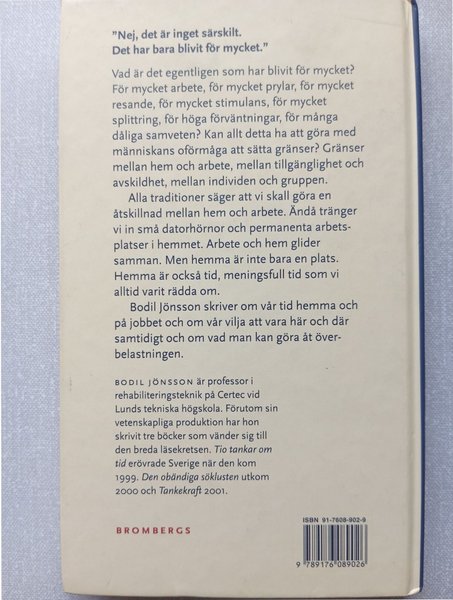 ”Nej, det är inget särskilt.
Det har bara blivit för mycket.”
Vad är det egentligen som har blivit för mycket?
För mycket arbete, för mycket prylar, för mycket
resande, för mycket stimulans, för mycket
splittring, för höga förväntningar, för många
dåliga samveten? Kan allt detta ha att göra med
människans oförmåga att sätta gränser? Gränser
mellan hem och arbete, mellan tillgänglighet och
avskildhet, mellan individen och gruppen.
Alla traditioner säger att vi skall göra en
åtskillnad mellan hem och arbete. Ändå tränger
vi in små datorhörnor och permanenta arbets-
platser i hemmet. Arbete och hem glider
samman. Men hemma är inte bara en plats.
Hemma är också tid, meningsfull tid som vi
alltid varit rädda om.
Bodil Jönsson skriver om vår tid hemma och
på jobbet och om vår vilja att vara här och där
samtidigt och om vad man kan göra åt över-
belastningen.
BODIL JÖNSSON är professor i
rehabiliteringsteknik på Certec vid
Lunds tekniska högskola. Förutom sin
vetenskapliga produktion har hon
skrivit tre böcker som vänder sig till
den breda läsekretsen. Tio tankar om
tid erövrade Sverige när den kom
1999. Den obändiga söklusten utkom
2000 och Tankekraft 2001.
BROMBERGS
ISBN 91-7608-902-9
9 789176 089026